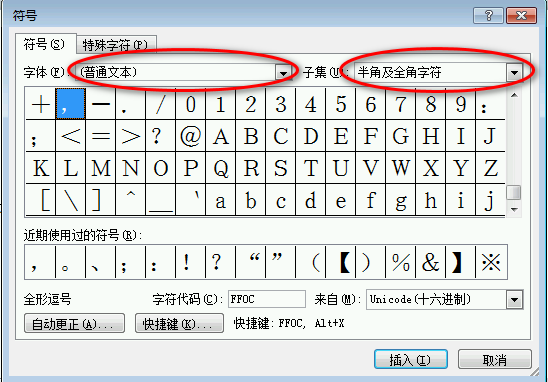 符号
符号(S) 特殊字符(P)
字体(F): (普通文本) 子集(U): 半角及全角字符
＋ ， － ． ／ ０ １ ２ ３ ４ ５ ６ ７ ８ ９ ：
； ＜ ＝ ＞ ？ ＠ Ａ Ｂ Ｃ Ｄ Ｅ Ｆ Ｇ Ｈ Ｉ Ｊ
Ｋ Ｌ Ｍ Ｎ Ｏ Ｐ Ｑ Ｒ Ｓ Ｔ Ｕ Ｖ Ｗ Ｘ Ｙ Ｚ
［ ＼ ］ ＾ ＿ ｀ ａ ｂ ｃ ｄ ｅ ｆ ｇ ｈ ｉ ｊ
近期使用过的符号(R):
， 。 、 ； ： ！ ？ “ ” （ 【 ） % & 】 ※
全形逗号 字符代码(C): FF0C 来自(M): Unicode(十六进制)
自动更正(A)... 快捷键(K)... 快捷键: FF0C, Alt+X
插入(I) 取消